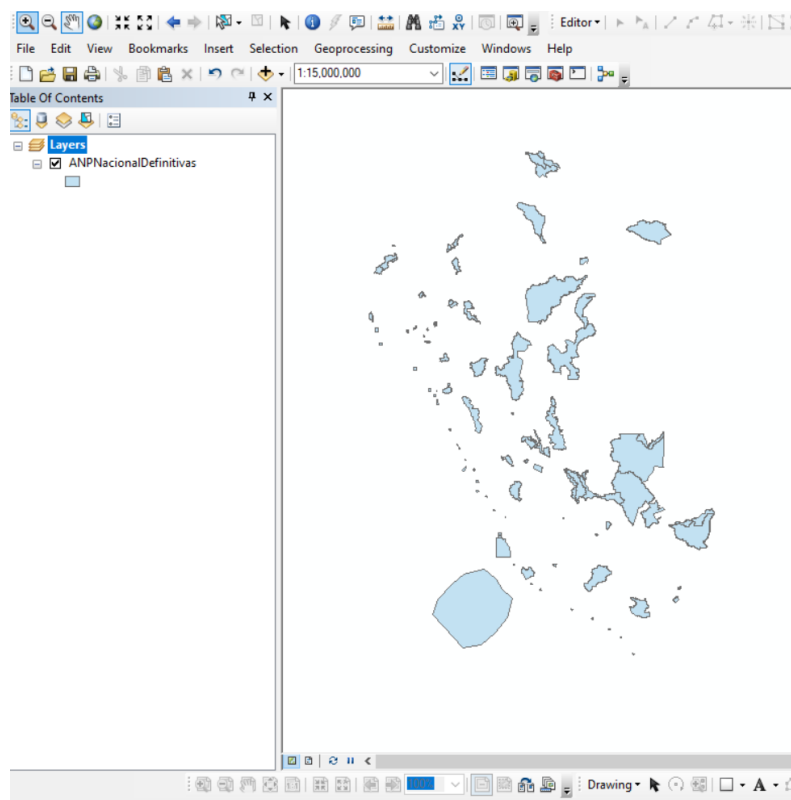 Editor
File Edit View Bookmarks Insert Selection Geoprocessing Customize Windows Help
1:15,000,000
Table Of Contents
Layers
ANPNacionalDefinitivas
100%
Drawing A